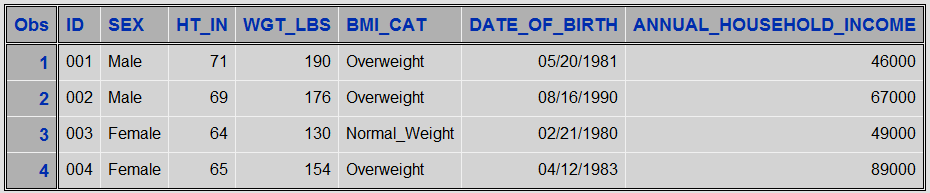 Obs ID SEX HT_IN WGT_LBS BMI_CAT DATE_OF_BIRTH ANNUAL_HOUSEHOLD_INCOME
1 001 Male 71 190 Overweight 05/20/1981 46000
2 002 Male 69 176 Overweight 08/16/1990 67000
3 003 Female 64 130 Normal_Weight 02/21/1980 49000
4 004 Female 65 154 Overweight 04/12/1983 89000